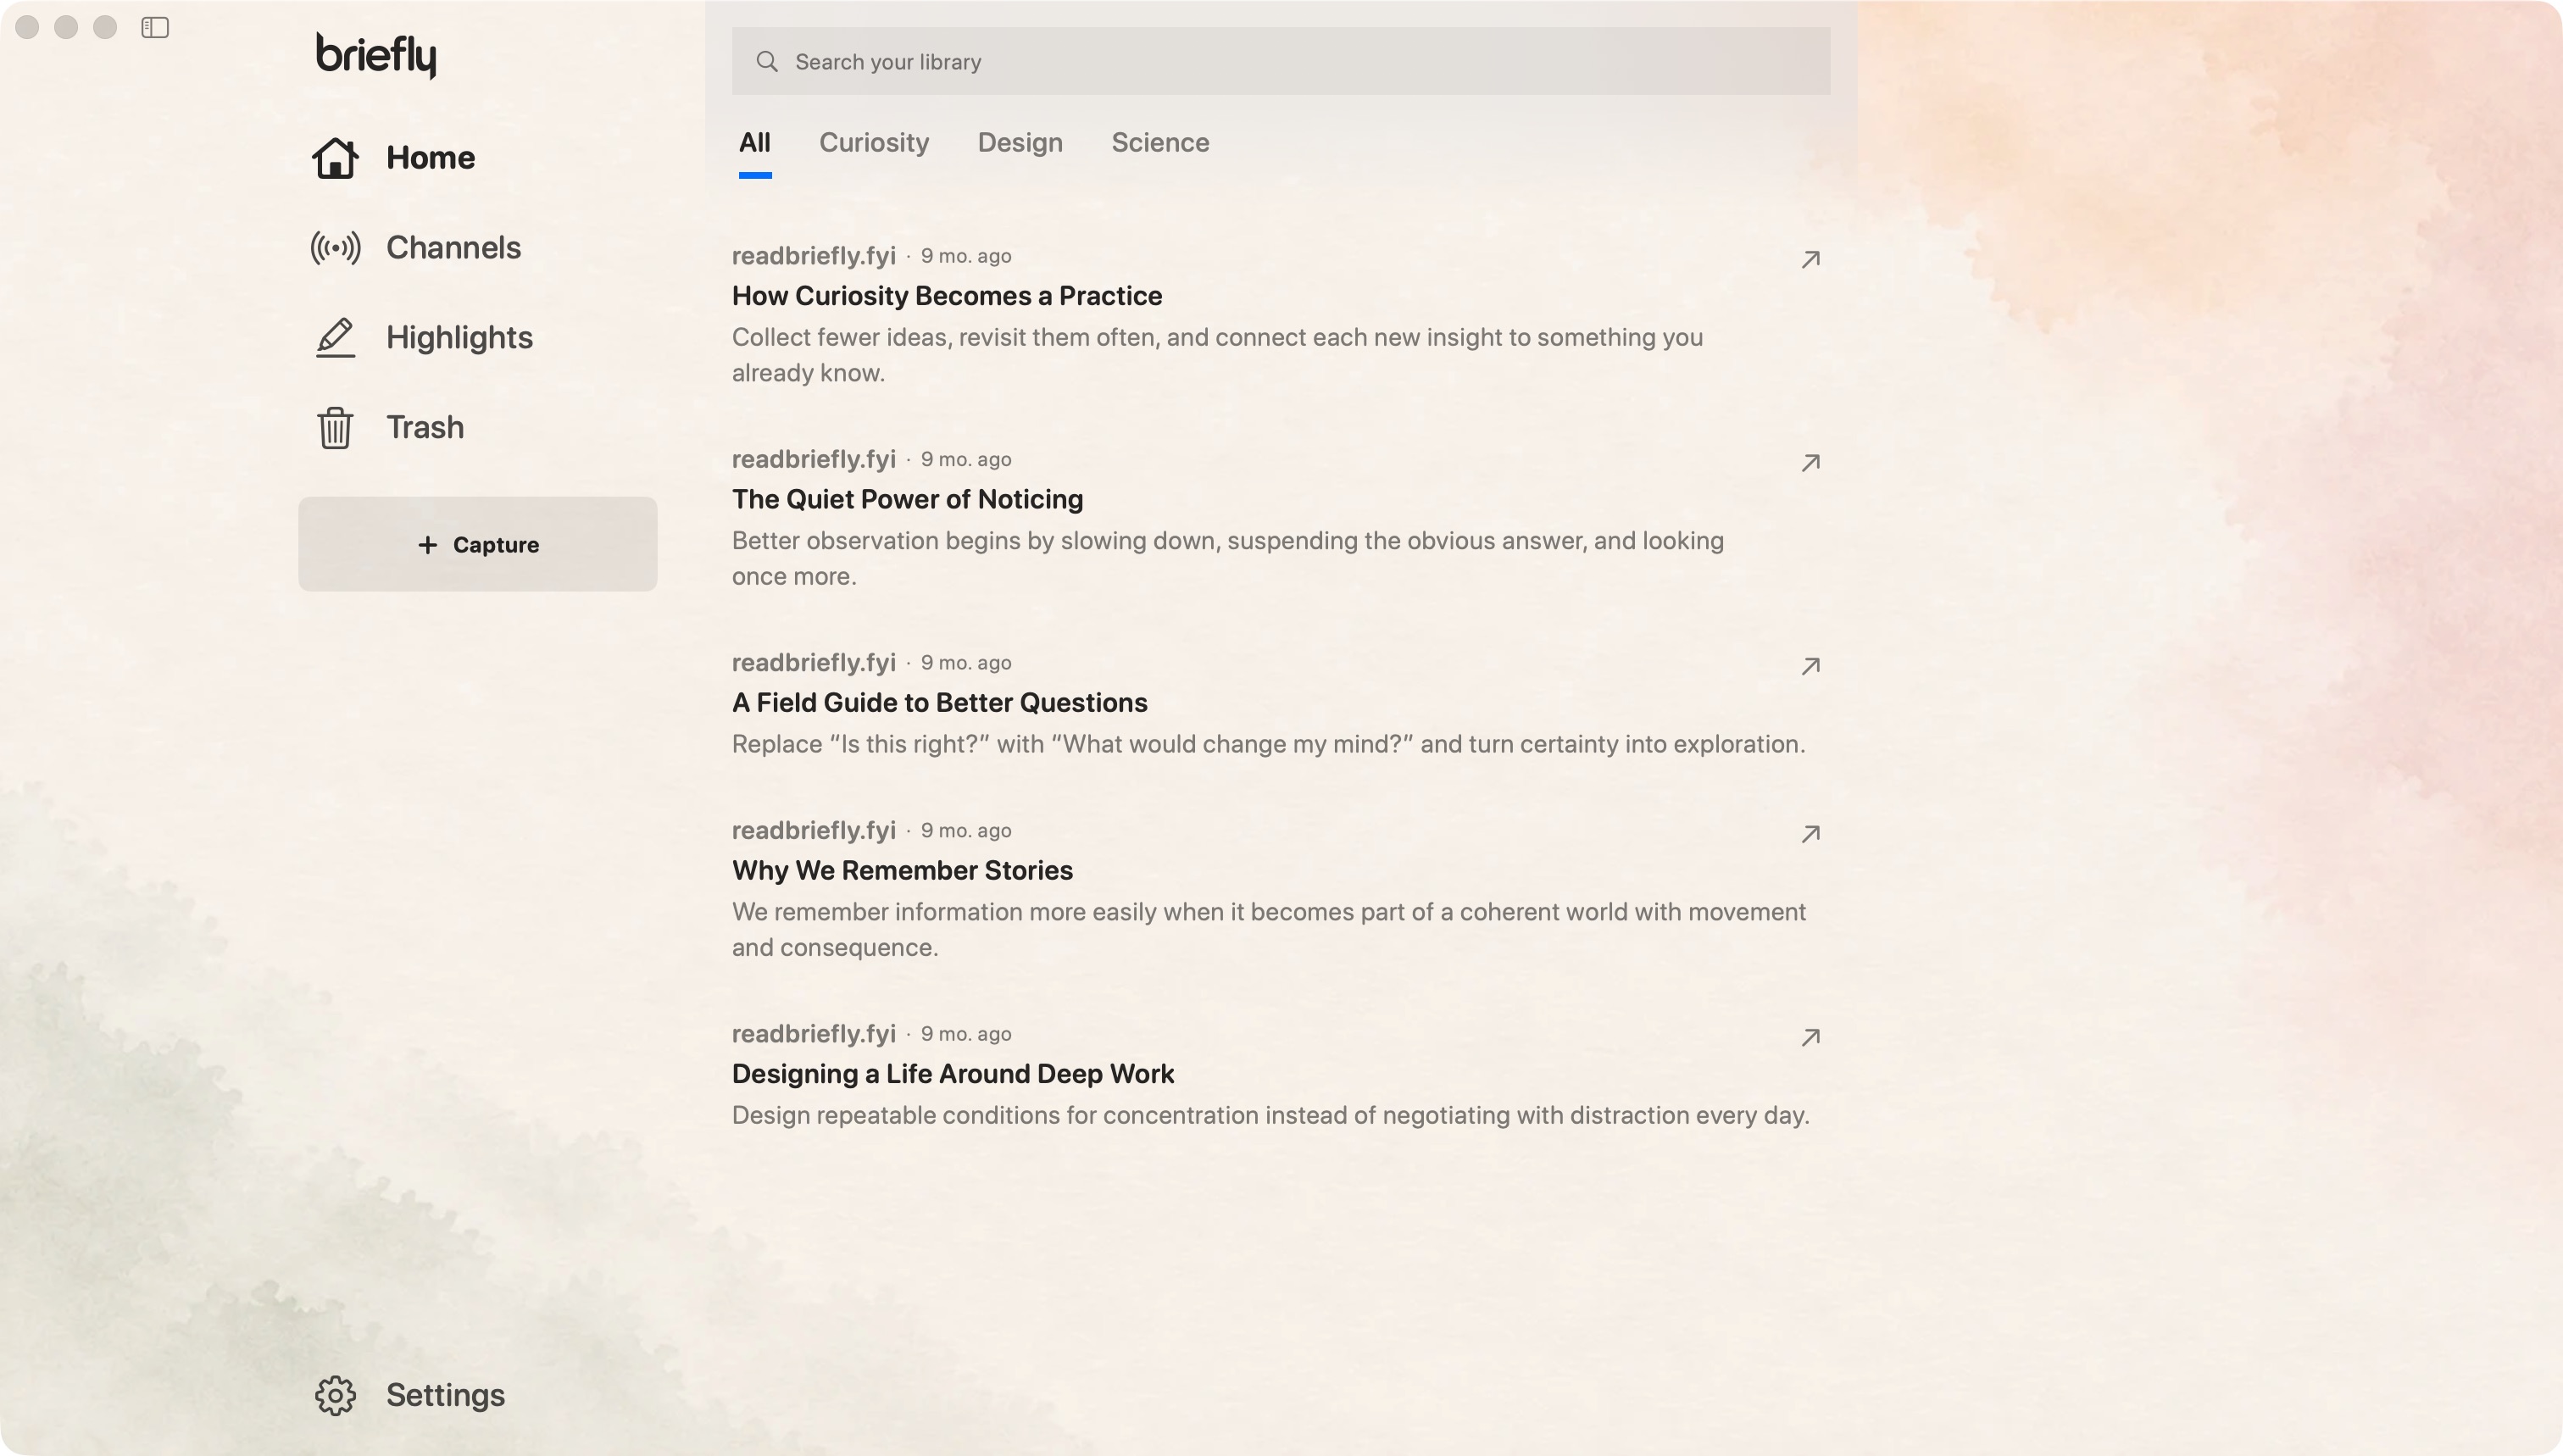 briefly
Home
Channels
Highlights
Trash
+ Capture
Settings
Search your library
All Curiosity Design Science
readbriefly.fyi · 9 mo. ago
How Curiosity Becomes a Practice
Collect fewer ideas, revisit them often, and connect each new insight to something you
already know.
readbriefly.fyi · 9 mo. ago
The Quiet Power of Noticing
Better observation begins by slowing down, suspending the obvious answer, and looking
once more.
readbriefly.fyi · 9 mo. ago
A Field Guide to Better Questions
Replace “Is this right?” with “What would change my mind?” and turn certainty into exploration.
readbriefly.fyi · 9 mo. ago
Why We Remember Stories
We remember information more easily when it becomes part of a coherent world with movement
and consequence.
readbriefly.fyi · 9 mo. ago
Designing a Life Around Deep Work
Design repeatable conditions for concentration instead of negotiating with distraction every day.